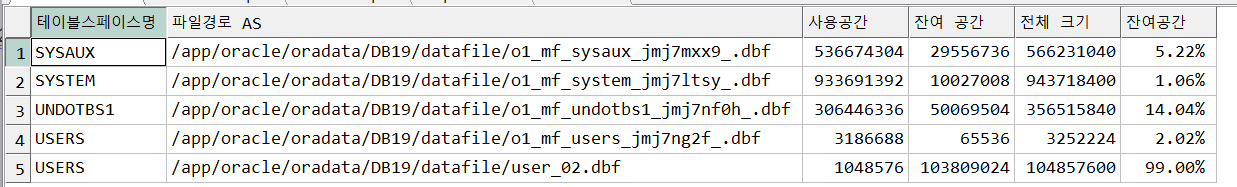 테이블스페이스명 파일경로 AS 사용공간 잔여 공간 전체 크기 잔여공간
1 SYSAUX /app/oracle/oradata/DB19/datafile/o1_mf_sysaux_jmj7mxx9_.dbf 536674304 29556736 566231040 5.22%
2 SYSTEM /app/oracle/oradata/DB19/datafile/o1_mf_system_jmj7ltsy_.dbf 933691392 10027008 943718400 1.06%
3 UNDOTBS1 /app/oracle/oradata/DB19/datafile/o1_mf_undotbs1_jmj7nf0h_.dbf 306446336 50069504 356515840 14.04%
4 USERS /app/oracle/oradata/DB19/datafile/o1_mf_users_jmj7ng2f_.dbf 3186688 65536 3252224 2.02%
5 USERS /app/oracle/oradata/DB19/datafile/user_02.dbf 1048576 103809024 104857600 99.00%